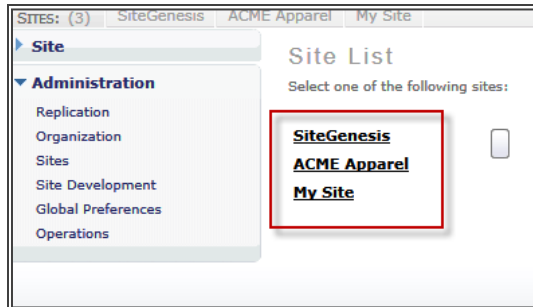 SITES: (3) SiteGenesis ACME Apparel My Site
Site
Administration
Replication
Organization
Sites
Site Development
Global Preferences
Operations
Site List
Select one of the following sites:
SiteGenesis
ACME Apparel
My Site